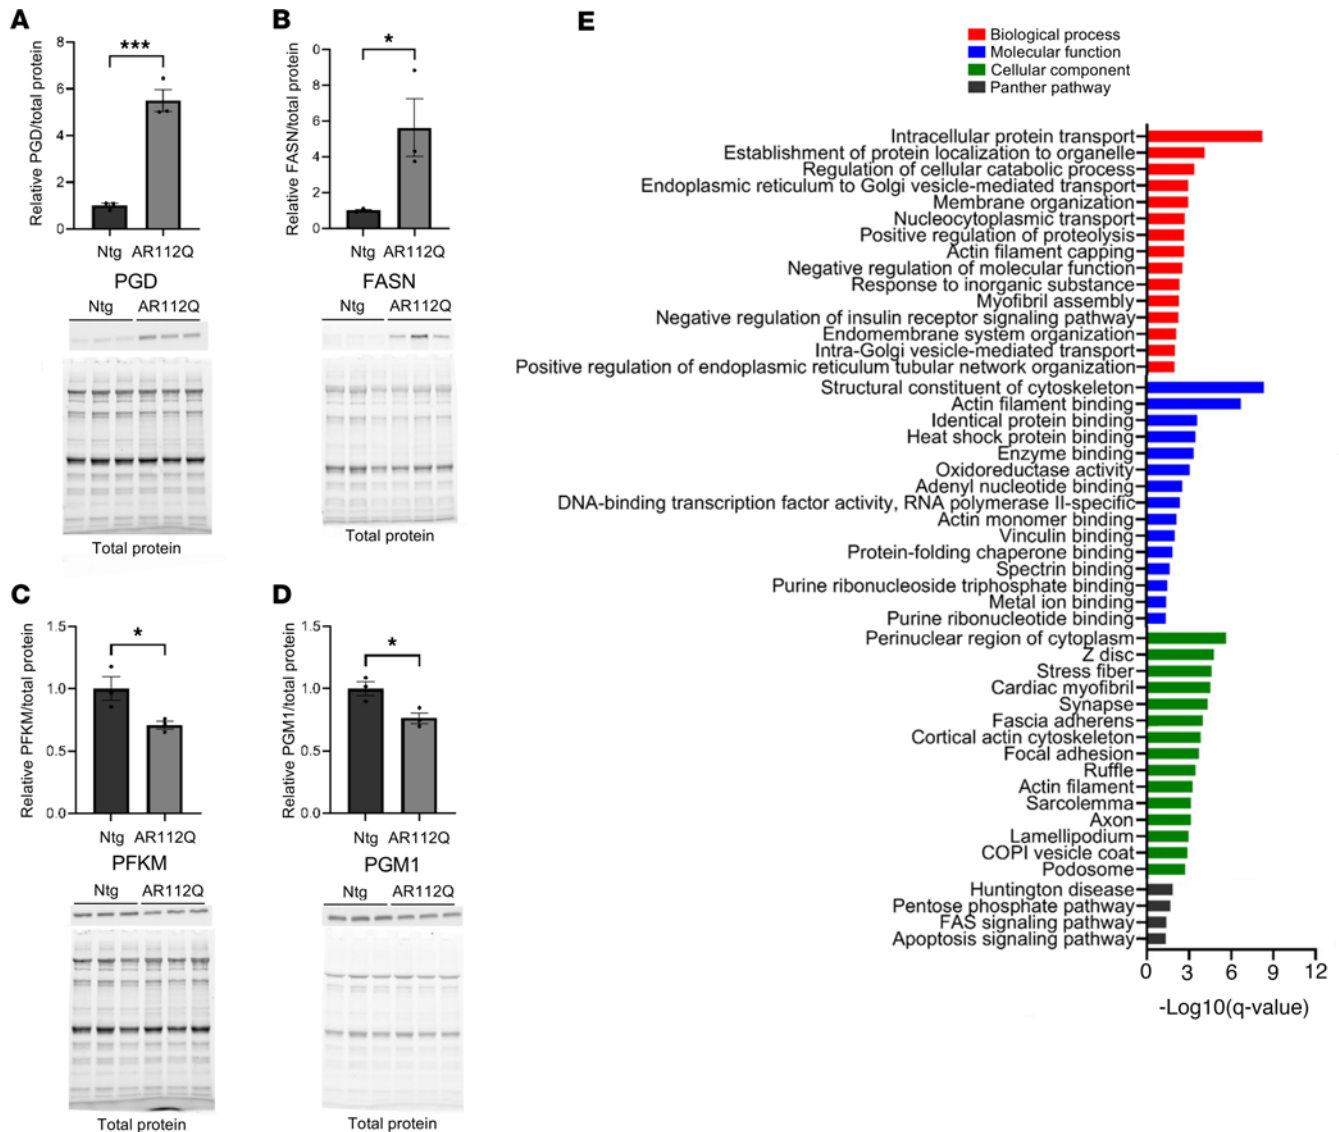 A
Relative PGD/total protein
8
6
4
2
0
***
Ntg
AR112Q
PGD
Ntg
AR112Q
Total protein
B
Relative FASN/total protein
0
8
6
4
2
0
*
Ntg
AR112Q
FASN
Ntg
AR112Q
Total protein
C
Relative PFKM/total protein
1.5
1.0
0.5
0.0
*
Ntg
AR112Q
PFKM
Ntg
AR112Q
Total protein
D
Relative PGM1/total protein
1.5
1.0
0.5
0.0
*
Ntg
AR112Q
PGM1
Ntg
AR112Q
Total protein
E
Biological process
Molecular function
Cellular component
Panther pathway
Intracellular protein transport
Establishment of protein localization to organelle
Regulation of cellular catabolic process
Endoplasmic reticulum to Golgi vesicle-mediated transport
Membrane organization
Nucleocytoplasmic transport
Positive regulation of proteolysis
Actin filament capping
Negative regulation of molecular function
Response to inorganic substance
Myofibril assembly
Negative regulation of insulin receptor signaling pathway
Endomembrane system organization
Intra-Golgi vesicle-mediated transport
Positive regulation of endoplasmic reticulum tubular network organization
Structural constituent of cytoskeleton
Actin filament binding
Identical protein binding
Heat shock protein binding
Enzyme binding
Oxidoreductase activity
Adenyl nucleotide binding
DNA-binding transcription factor activity, RNA polymerase II-specific
Actin monomer binding
Vinculin binding
Protein-folding chaperone binding
Spectrin binding
Purine ribonucleoside triphosphate binding
Metal ion binding
Purine ribonucleotide binding
Perinuclear region of cytoplasm
Z disc
Stress fiber
Cardiac myofibril
Synapse
Fascia adherens
Cortical actin cytoskeleton
Focal adhesion
Ruffle
Actin filament
Sarcolemma
Axon
Lamellipodium
COPI vesicle coat
Podosome
Huntington disease
Pentose phosphate pathway
FAS signaling pathway
Apoptosis signaling pathway
0 3 6 9 12
-Log10(q-value)